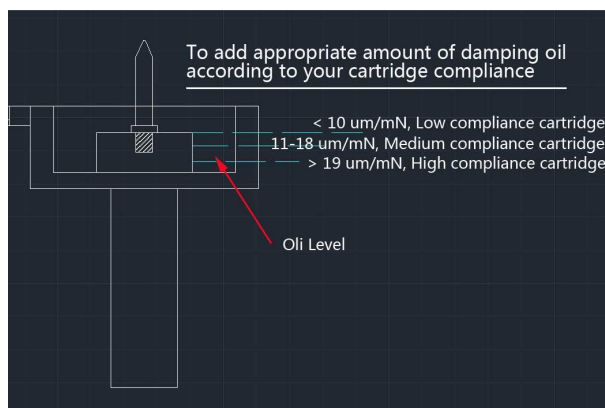 To add appropriate amount of damping oil
according to your cartridge compliance
< 10 um/mN, Low compliance cartridge
11-18 um/mN, Medium compliance cartridge
> 19 um/mN, High compliance cartridge
Oli Level